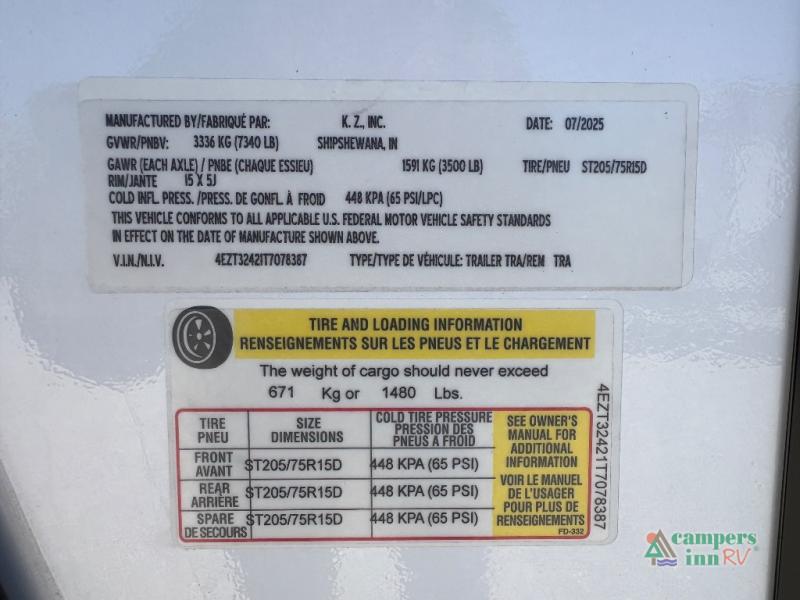 MANUFACTURED BY/FABRIQUÉ PAR: K. Z., INC. DATE: 07/2025
GVWR/PNBV: 3336 KG (7340 LB) SHIPSHEWANA, IN
GAWR (EACH AXLE) / PNBE (CHAQUE ESSIEU) 1591 KG (3500 LB) TIRE/PNEU ST205/75R15D
RIM/JANTE 15 X 5J
COLD INFL. PRESS. /PRES. DE GONFL. À FROID 448 KPA (65 PSI/LPC)
THIS VEHICLE CONFORMS TO ALL APPLICABLE U.S. FEDERAL MOTOR VEHICLE SAFETY STANDARDS
IN EFFECT ON THE DATE OF MANUFACTURE SHOWN ABOVE.
V.I.N./N.I.V. 4EZT32421T7078387 TYPE/TYPE DE VÉHICULE: TRAILER TRA/REM TRA
TIRE AND LOADING INFORMATION
RENSEIGNEMENTS SUR LES PNEUS ET LE CHARGEMENT
The weight of cargo should never exceed
671 Kg or 1480 Lbs.
TIRE
PNEU
SIZE
DIMENSIONS
COLD TIRE PRESSURE
PRESSION DES
PNEUS A FROID
FRONT
AVANT
ST205/75R15D 448 KPA (65 PSI)
REAR
ARRIÈRE
ST205/75R15D 448 KPA (65 PSI)
SPARE
DE SECOURS
ST205/75R15D 448 KPA (65 PSI)
SEE OWNER'S
MANUAL FOR
ADDITIONAL
INFORMATION
VOIR LE MANUEL
DE L'USAGER
POUR PLUS DE
RENSEIGNEMENTS
FD-332
4EZT32421T7078387
campers
inn RV®